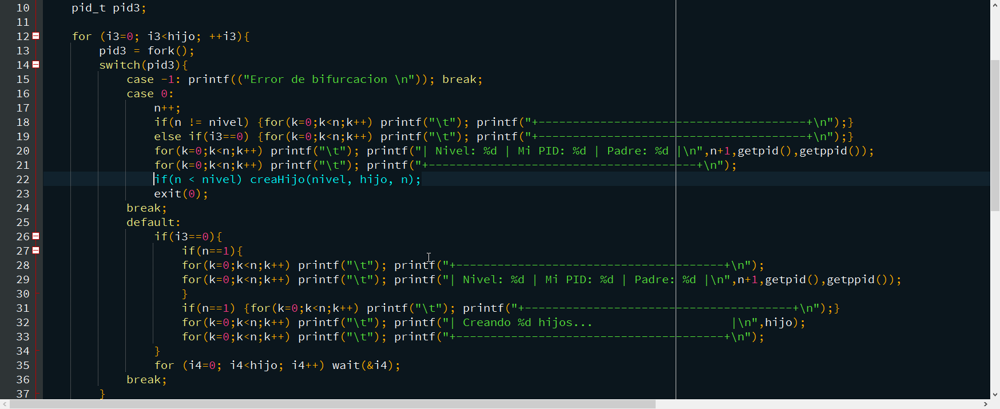 10 pid_t pid3;
11
12 for (i3=0; i3<hijo; ++i3){
13 pid3 = fork();
14 switch(pid3){
15 case -1: printf(("Error de bifurcacion \n")); break;
16 case 0:
17 n++;
18 if(n != nivel) {for(k=0;k<n;k++) printf("\t"); printf("+---------------------------------------+\n");}
19 else if(i3==0) {for(k=0;k<n;k++) printf("\t"); printf("+---------------------------------------+\n");}
20 for(k=0;k<n;k++) printf("\t"); printf("| Nivel: %d | Mi PID: %d | Padre: %d |\n",n+1,getpid(),getppid());
21 for(k=0;k<n;k++) printf("\t"); printf("+---------------------------------------+\n");
22 if(n < nivel) creaHijo(nivel, hijo, n);
23 exit(0);
24 break;
25 default:
26 if(i3==0){
27 if(n==1){
28 for(k=0;k<n;k++) printf("\t"); printf("+---------------------------------------+\n");
29 for(k=0;k<n;k++) printf("\t"); printf("| Nivel: %d | Mi PID: %d | Padre: %d |\n",n+1,getpid(),getppid());
30 }
31 if(n==1) {for(k=0;k<n;k++) printf("\t"); printf("+---------------------------------------+\n");}
32 for(k=0;k<n;k++) printf("\t"); printf("| Creando %d hijos...                    |\n",hijo);
33 for(k=0;k<n;k++) printf("\t"); printf("+---------------------------------------+\n");
34 }
35 for (i4=0; i4<hijo; i4++) wait(&i4);
36 break;
37 }